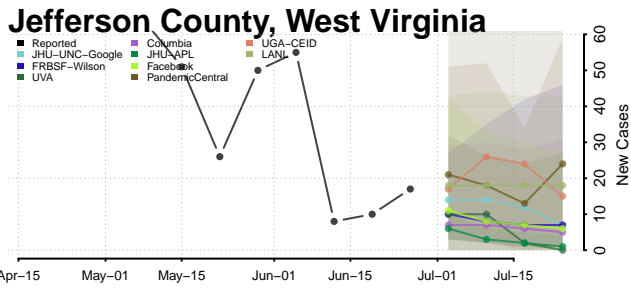 Jefferson County, West Virginia
Reported
JHU−UNC−Google
FRBSF−Wilson
UVA
Columbia
JHU−APL
Facebook
PandemicCentral
UGA−CEID
LANL
0 10 20 30 40 50 60
New Cases
Apr−15 May−01 May−15 Jun−01 Jun−15 Jul−01 Jul−15